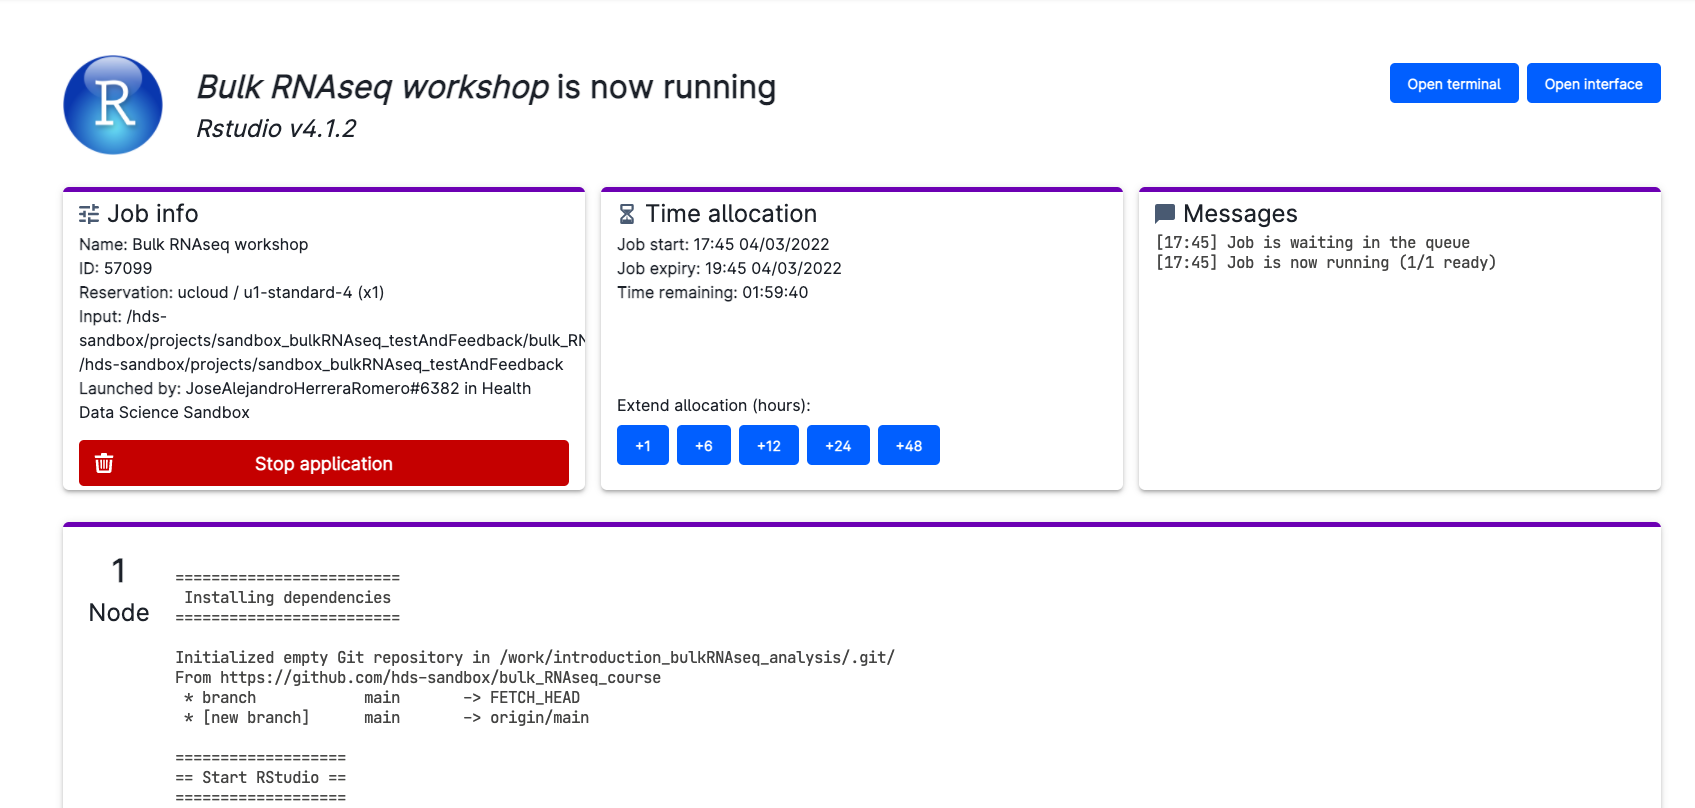 R
Bulk RNAseq workshop is now running
Rstudio v4.1.2
Open terminal
Open interface
Job info
Name: Bulk RNAseq workshop
ID: 57099
Reservation: ucloud / u1-standard-4 (x1)
Input: /hds-
sandbox/projects/sandbox_bulkRNAseq_testAndFeedback/bulk_RN
/hds-sandbox/projects/sandbox_bulkRNAseq_testAndFeedback
Launched by: JoseAlejandroHerreraRomero#6382 in Health
Data Science Sandbox
Stop application
Time allocation
Job start: 17:45 04/03/2022
Job expiry: 19:45 04/03/2022
Time remaining: 01:59:40
Extend allocation (hours):
+1 +6 +12 +24 +48
Messages
[17:45] Job is waiting in the queue
[17:45] Job is now running (1/1 ready)
1
Node
=========================
Installing dependencies
=========================
Initialized empty Git repository in /work/introduction_bulkRNAseq_analysis/.git/
From https://github.com/hds-sandbox/bulk_RNAseq_course
* branch main -> FETCH_HEAD
* [new branch] main -> origin/main
===================
== Start RStudio ==
===================